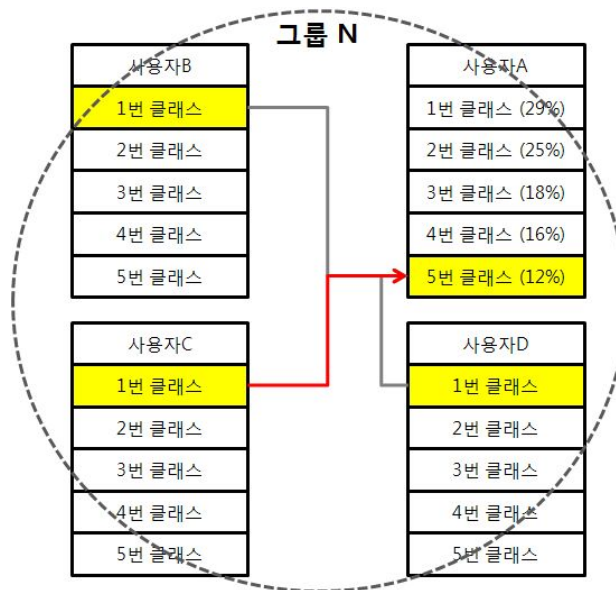 그룹 N
사용자B
1번 클래스
2번 클래스
3번 클래스
4번 클래스
5번 클래스
사용자A
1번 클래스 (29%)
2번 클래스 (25%)
3번 클래스 (18%)
4번 클래스 (16%)
5번 클래스 (12%)
사용자C
1번 클래스
2번 클래스
3번 클래스
4번 클래스
5번 클래스
사용자D
1번 클래스
2번 클래스
3번 클래스
4번 클래스
5번 클래스